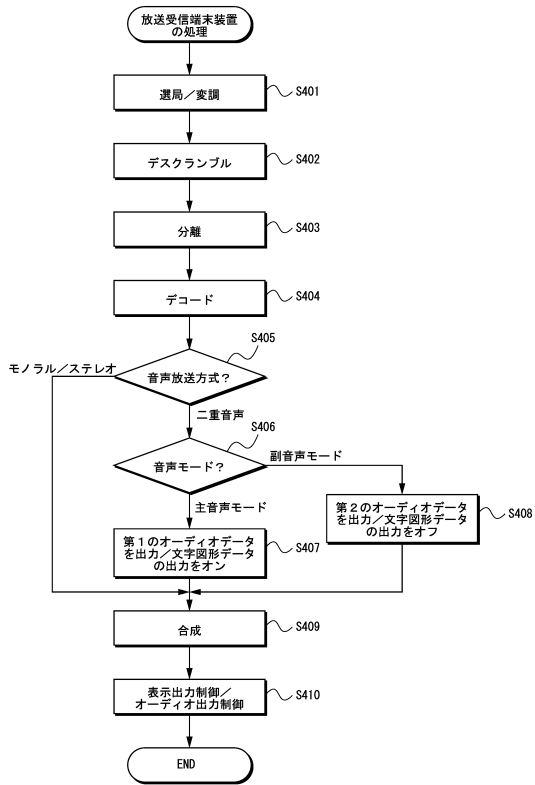 放送受信端末装置
の処理
選局／変調
S401
デスクランブル
S402
分離
S403
デコード
S404
S405
モノラル／ステレオ
音声放送方式？
二重音声
S406
副音声モード
音声モード？
主音声モード
第１のオーディオデータ
を出力／文字図形データ
の出力をオン
S407
第２のオーディオデータ
を出力／文字図形データ
の出力をオフ
S408
合成
S409
表示出力制御／
オーディオ出力制御
S410
END